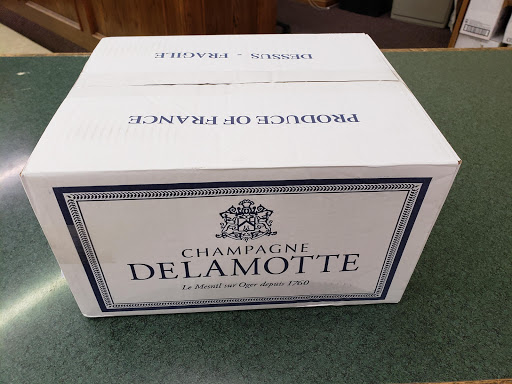 DESSUS - FRAGILE
PRODUCE OF FRANCE
CHAMPAGNE
DELAMOTTE
Le Mesnil sur Oger depuis 1760